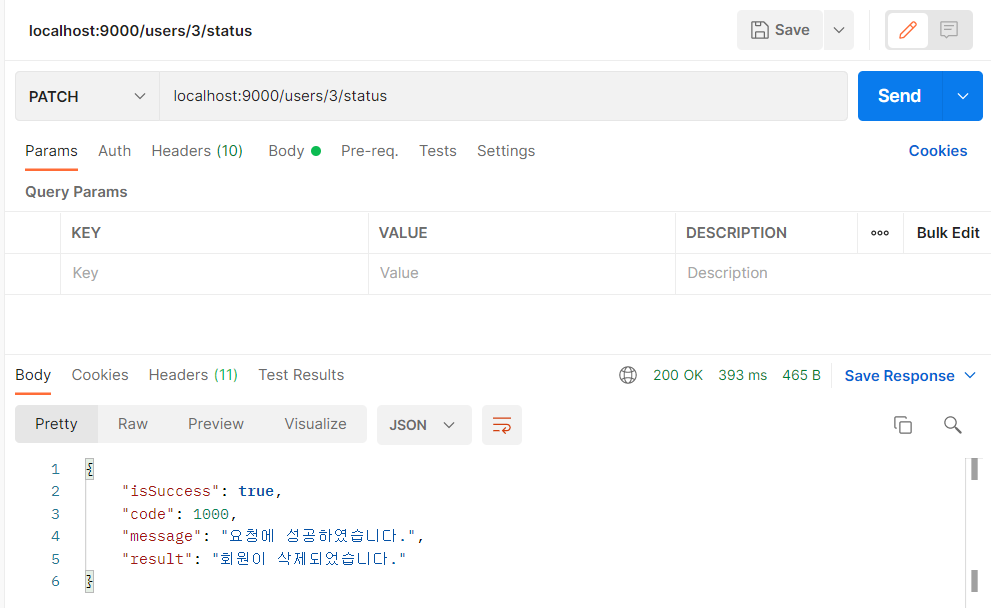 localhost:9000/users/3/status
Save
PATCH localhost:9000/users/3/status Send
Params Auth Headers (10) Body Pre-req. Tests Settings Cookies
Query Params
KEY VALUE DESCRIPTION ooo Bulk Edit
Key Value Description
Body Cookies Headers (11) Test Results 200 OK 393 ms 465 B Save Response
Pretty Raw Preview Visualize JSON
1 {
2 "isSuccess": true,
3 "code": 1000,
4 "message": "요청에 성공하였습니다.",
5 "result": "회원이 삭제되었습니다."
6 }